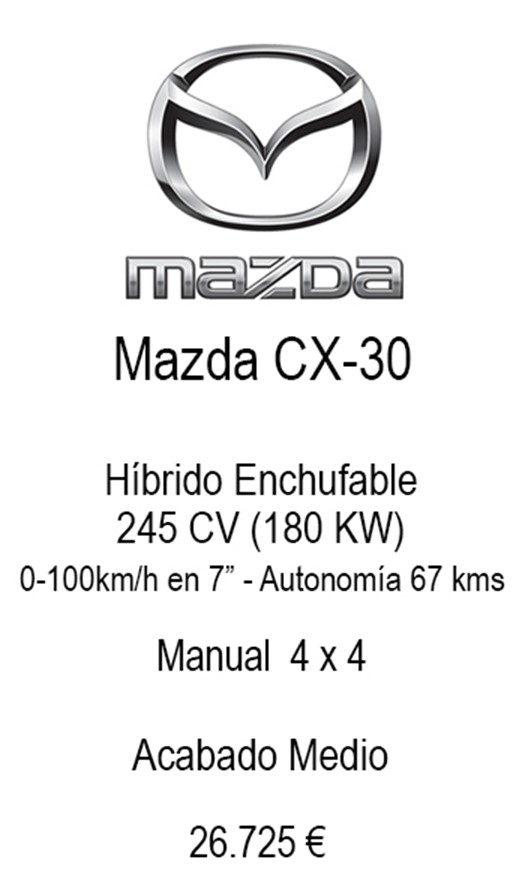 mazda
Mazda CX-30
Híbrido Enchufable
245 CV (180 KW)
0-100km/h en 7” - Autonomía 67 kms
Manual 4 x 4
Acabado Medio
26.725 €